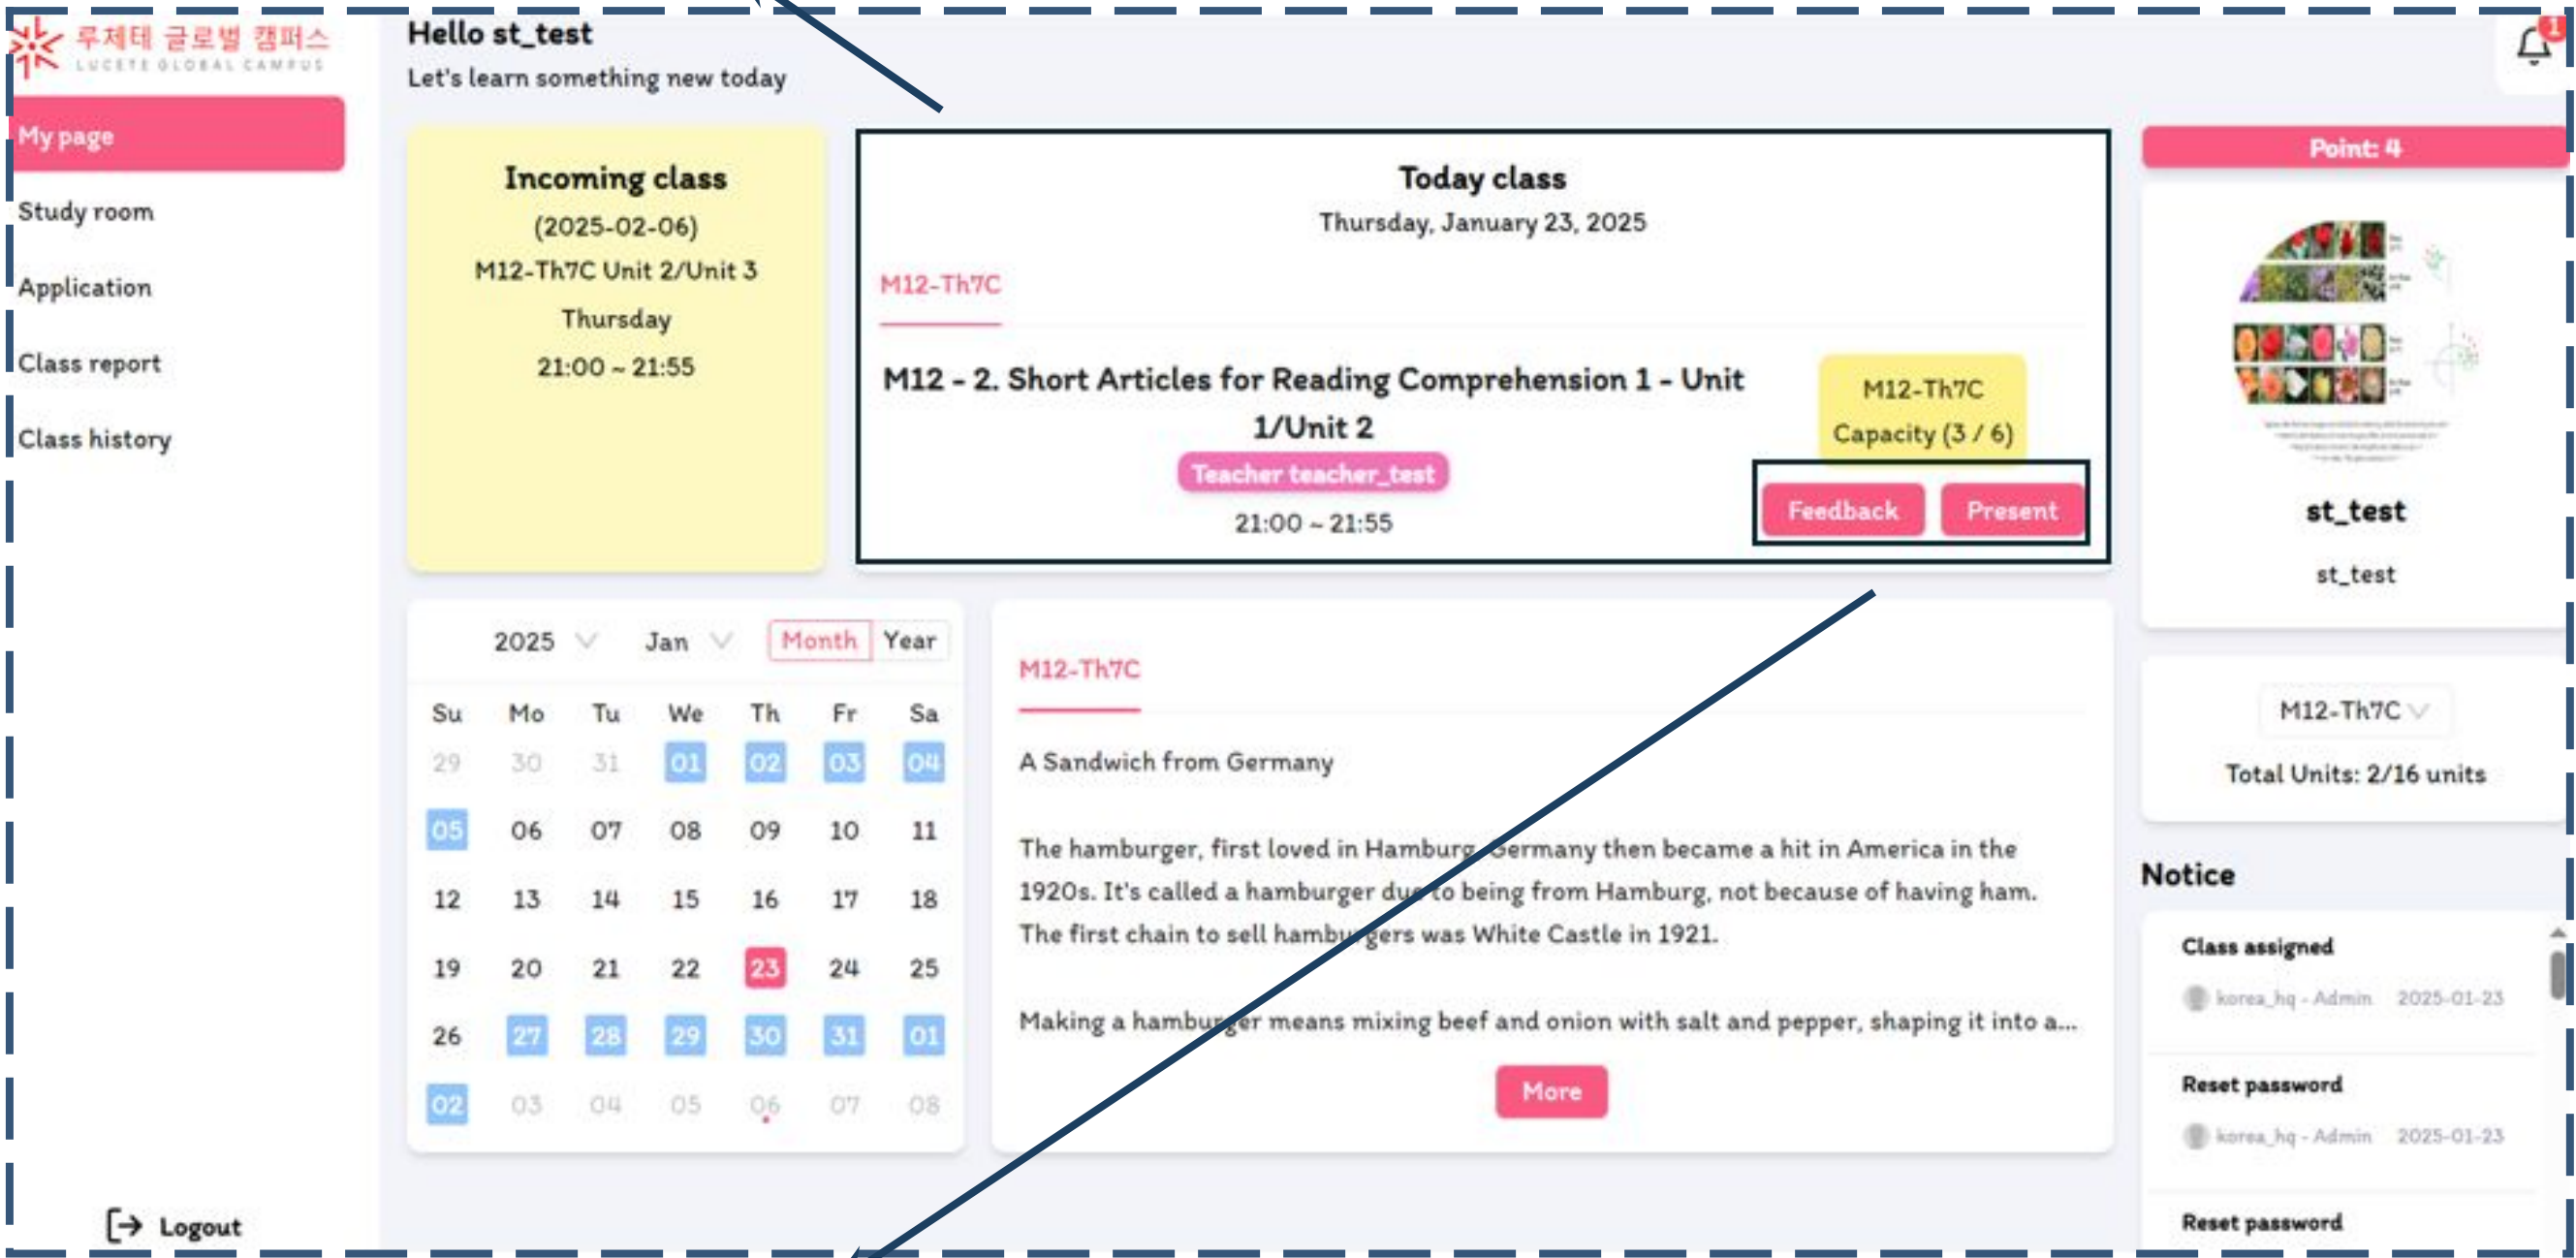 루체테 글로벌 캠퍼스
LUCETE GLOBAL CAMPUS
My page
Study room
Application
Class report
Class history
Logout
Hello st_test
Let's learn something new today
1
Incoming class
(2025-02-06)
M12-Th7C Unit 2/Unit 3
Thursday
21:00 ~ 21:55
Today class
Thursday, January 23, 2025
M12-Th7C
M12 - 2. Short Articles for Reading Comprehension 1 - Unit
1/Unit 2
Teacher teacher_test
21:00 ~ 21:55
M12-Th7C
Capacity (3 / 6)
Feedback Present
Point: 4
st_test
st_test
2025 Jan Month Year
Su Mo Tu We Th Fr Sa
29 30 31 01 02 03 04
05 06 07 08 09 10 11
12 13 14 15 16 17 18
19 20 21 22 23 24 25
26 27 28 29 30 31 01
02 03 04 05 06 07 08
M12-Th7C
A Sandwich from Germany
The hamburger, first loved in Hamburg, Germany then became a hit in America in the
1920s. It's called a hamburger due to being from Hamburg, not because of having ham.
The first chain to sell hamburgers was White Castle in 1921.
Making a hamburger means mixing beef and onion with salt and pepper, shaping it into a...
More
M12-Th7C
Total Units: 2/16 units
Notice
Class assigned
korea_hq - Admin 2025-01-23
Reset password
korea_hq - Admin 2025-01-23
Reset password